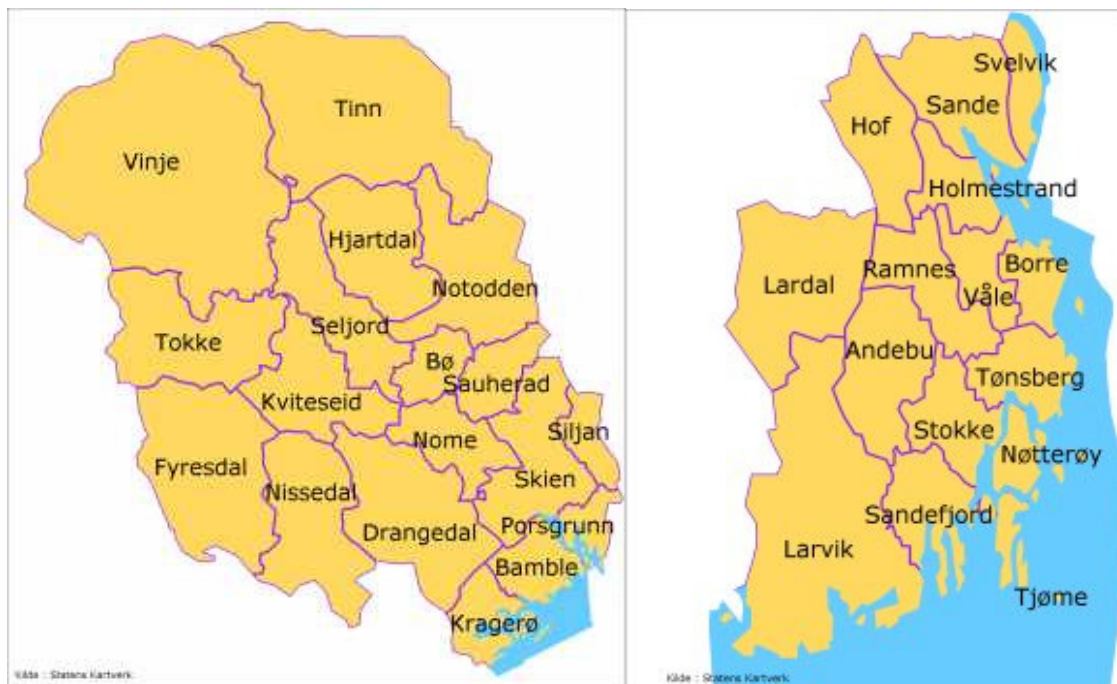 Tinn
Vinje
Hjartdal
Notodden
Seljord
Tokke
Bø
Sauherad
Kviteseid
Siljan
Nome
Fyresdal
Nissedal
Skien
Drangedal
Porsgrunn
Bamble
Kragerø
Kilde : Statens Kartverk
Svelvik
Sande
Hof
Holmestrand
Borre
Ramnes
Lardal
Våle
Andebu
Tønsberg
Stokke
Nøtterøy
Sandefjord
Larvik
Tjøme
Kilde : Statens Kartverk